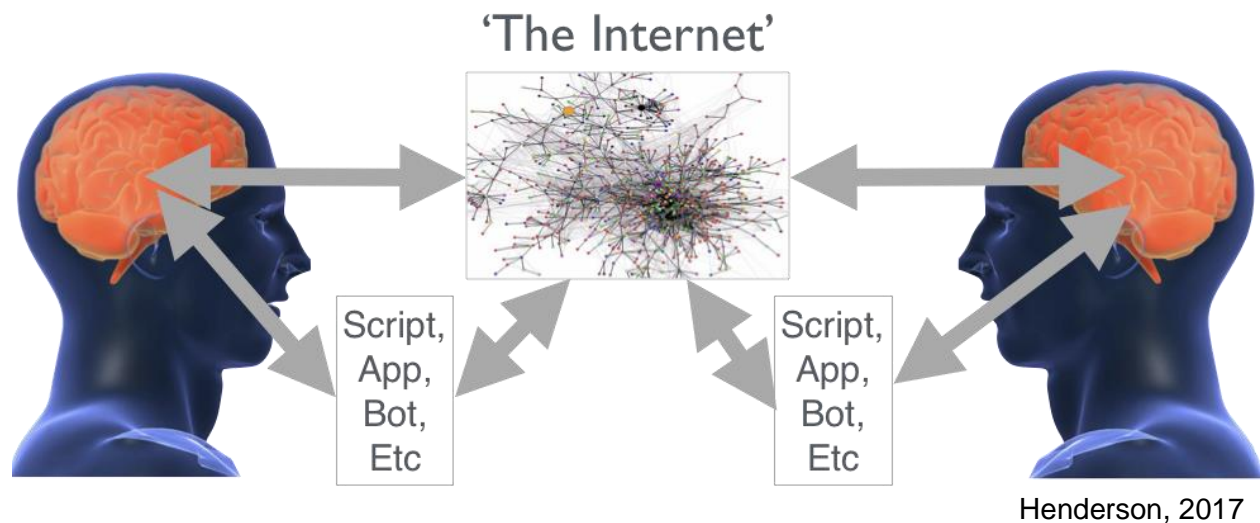 ‘The Internet’
Script,
App,
Bot,
Etc
Script,
App,
Bot,
Etc
Henderson, 2017